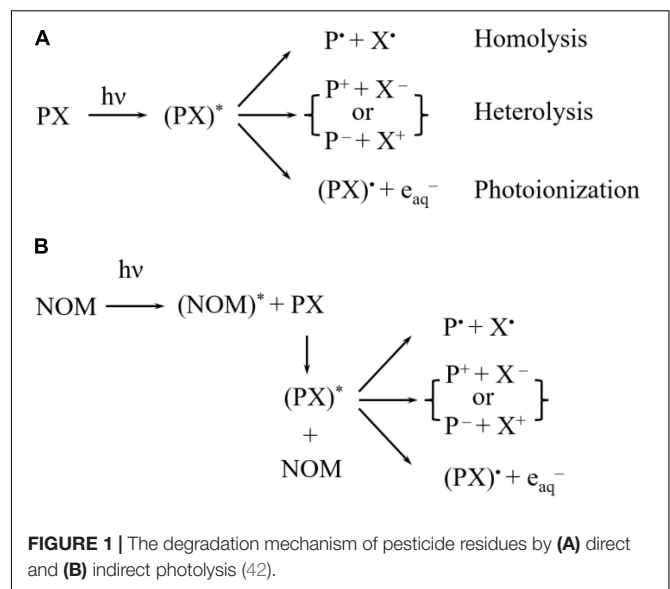 A
P• + X• Homolysis
hν P⁺ + X⁻
PX (PX)* or Heterolysis
P⁻ + X⁺
(PX)• + eaq⁻ Photoionization
B
hν
NOM (NOM)* + PX
P• + X•
P⁺ + X⁻
(PX)* or
P⁻ + X⁺
+
NOM (PX)• + eaq⁻
FIGURE 1 | The degradation mechanism of pesticide residues by (A) direct
and (B) indirect photolysis (42).